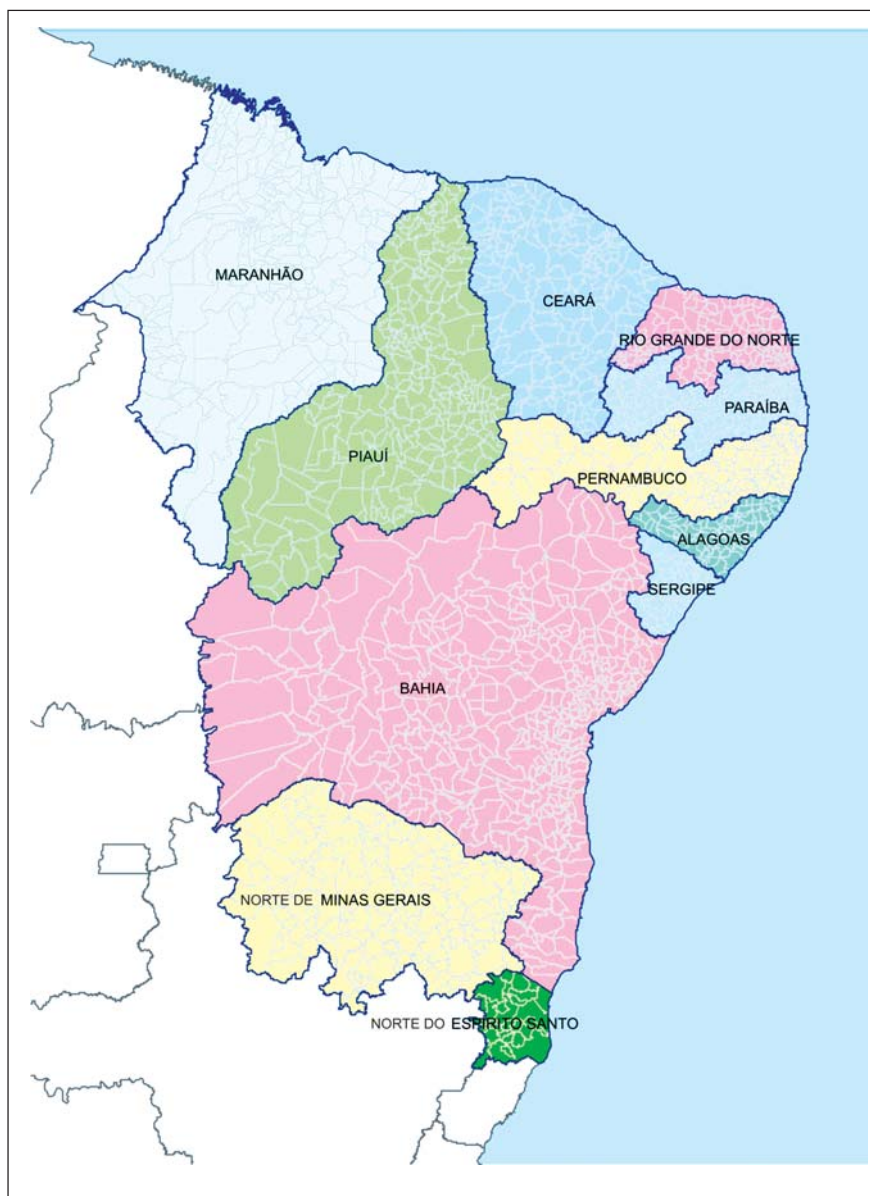 MARANHÃO
CEARÁ
RIO GRANDE DO NORTE
PARAÍBA
PIAUÍ
PERNAMBUCO
ALAGOAS
SERGIPE
BAHIA
NORTE DE MINAS GERAIS
NORTE DO ESPÍRITO SANTO